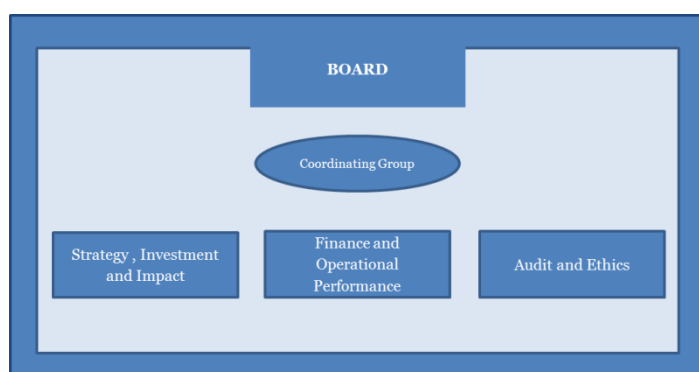 BOARD
Coordinating Group
Strategy , Investment
and Impact
Finance and
Operational
Performance
Audit and Ethics